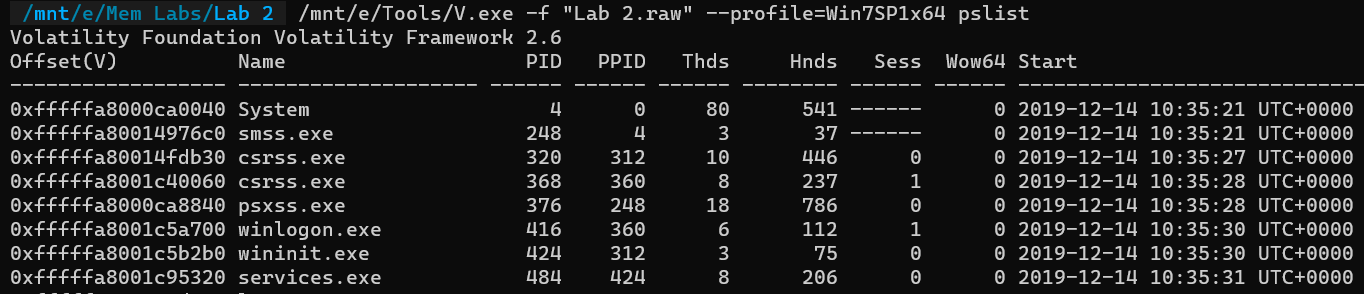 /mnt/e/Mem Labs/Lab 2 /mnt/e/Tools/V.exe -f "Lab 2.raw" --profile=Win7SP1x64 pslist
Volatility Foundation Volatility Framework 2.6
Offset(V) Name PID PPID Thds Hnds Sess Wow64 Start
------------------ -------------------- ------ ------ ------ -------- ------ ------ ------------------------------
0xfffffa8000ca0040 System 4 0 80 541 ------ 0 2019-12-14 10:35:21 UTC+0000
0xfffffa80014976c0 smss.exe 248 4 3 37 ------ 0 2019-12-14 10:35:21 UTC+0000
0xfffffa80014fdb30 csrss.exe 320 312 10 446 0 0 2019-12-14 10:35:27 UTC+0000
0xfffffa8001c40060 csrss.exe 368 360 8 237 1 0 2019-12-14 10:35:28 UTC+0000
0xfffffa8000ca8840 psxss.exe 376 248 18 786 0 0 2019-12-14 10:35:28 UTC+0000
0xfffffa8001c5a700 winlogon.exe 416 360 6 112 1 0 2019-12-14 10:35:30 UTC+0000
0xfffffa8001c5b2b0 wininit.exe 424 312 3 75 0 0 2019-12-14 10:35:30 UTC+0000
0xfffffa8001c95320 services.exe 484 424 8 206 0 0 2019-12-14 10:35:31 UTC+0000